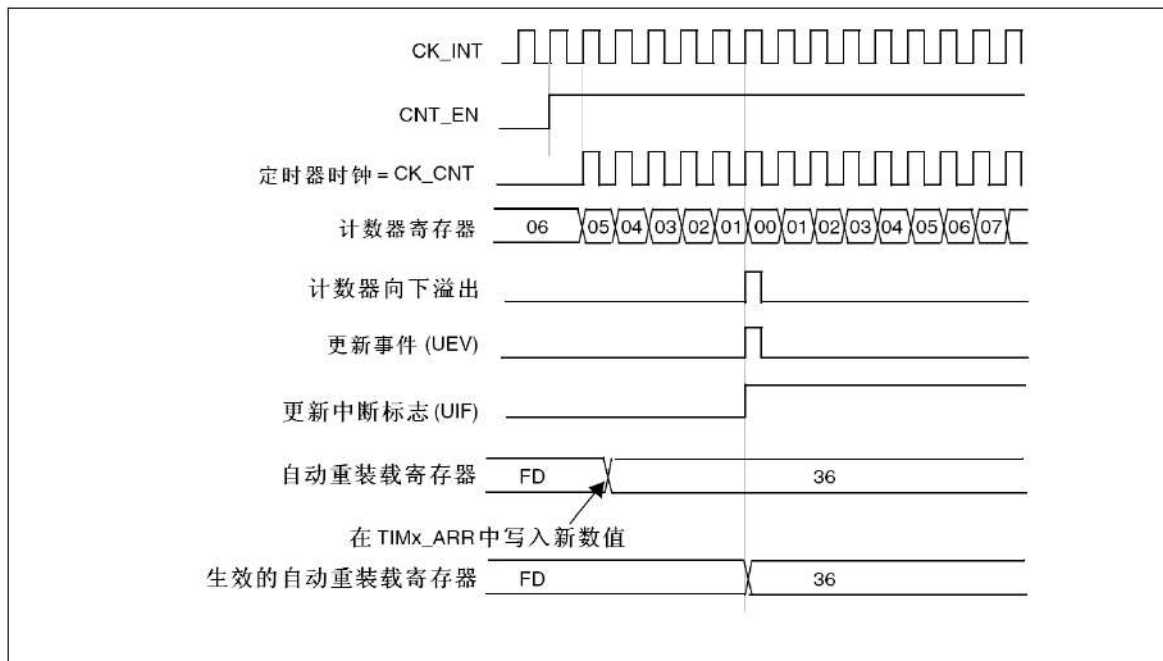 CK_INT
CNT_EN
定时器时钟 = CK_CNT
计数器寄存器 06 05 04 03 02 01 00 01 02 03 04 05 06 07
计数器向下溢出
更新事件 (UEV)
更新中断标志 (UIF)
自动重装载寄存器 FD 36
在 TIMx_ARR 中写入新数值
生效的自动重装载寄存器 FD 36